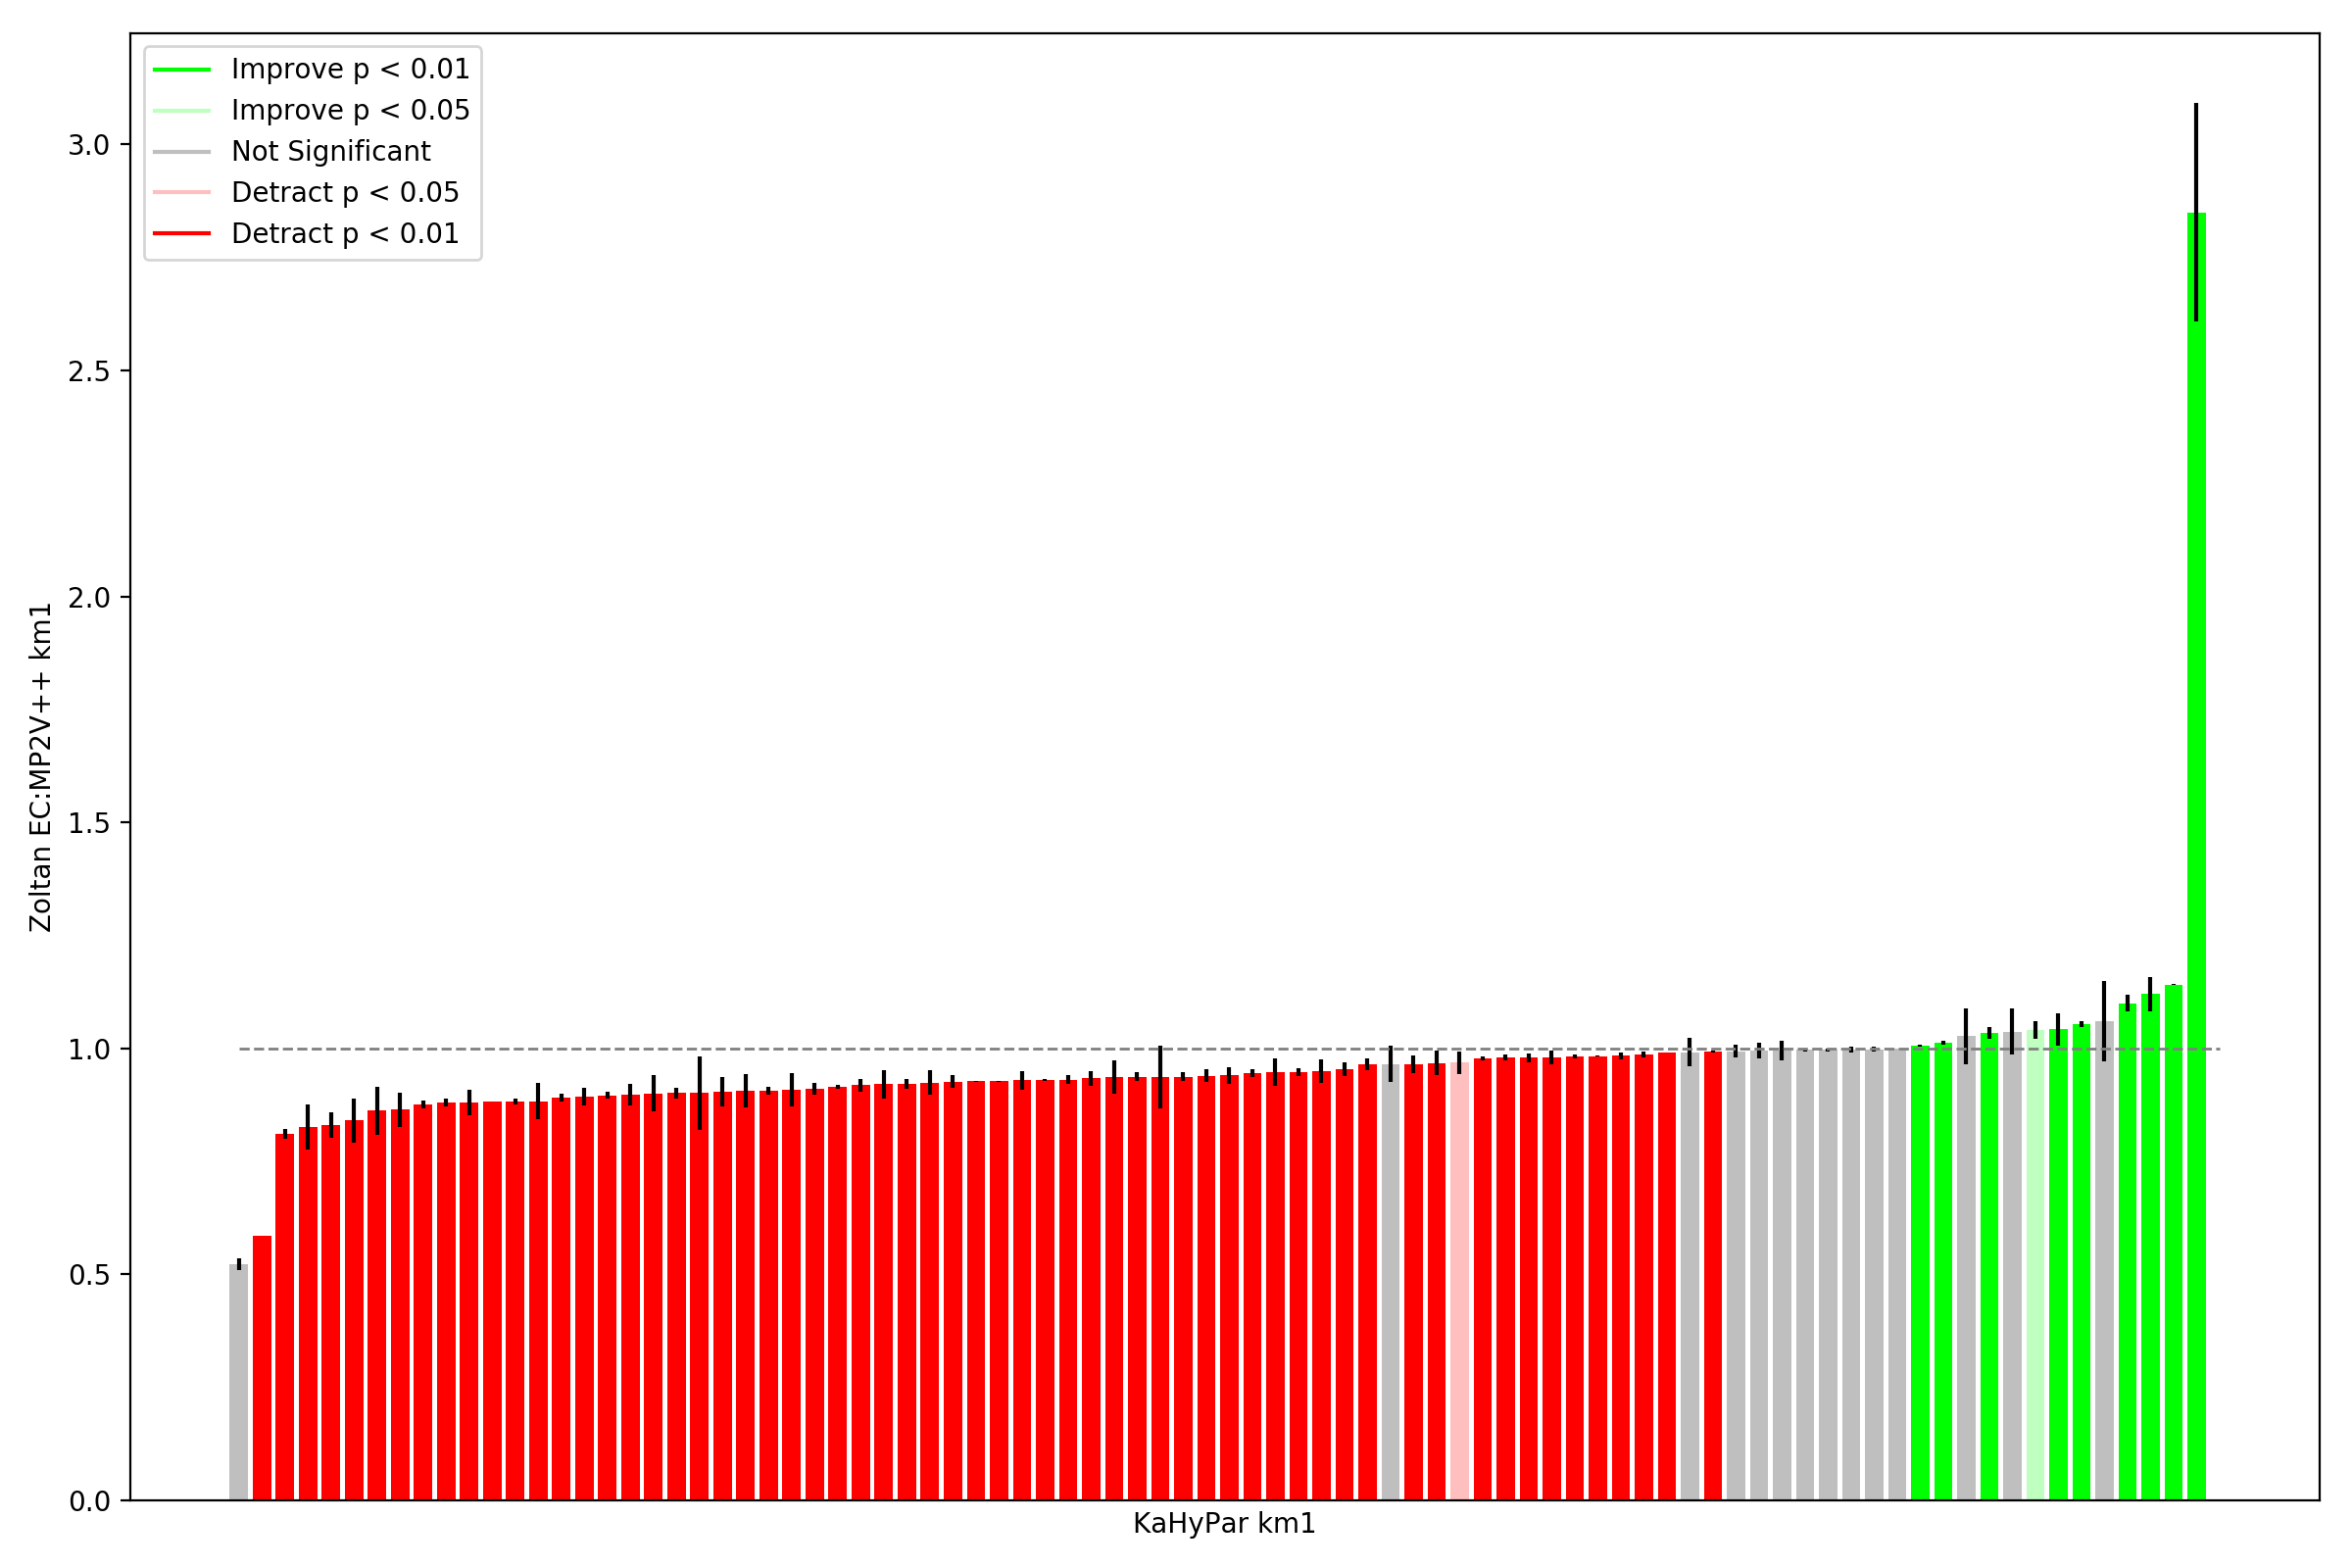 Improve p < 0.01
Improve p < 0.05
Not Significant
Detract p < 0.05
Detract p < 0.01
3.0
2.5
2.0
1.5
1.0
0.5
0.0
Zoltan EC:MP2V++ km1
KaHyPar km1